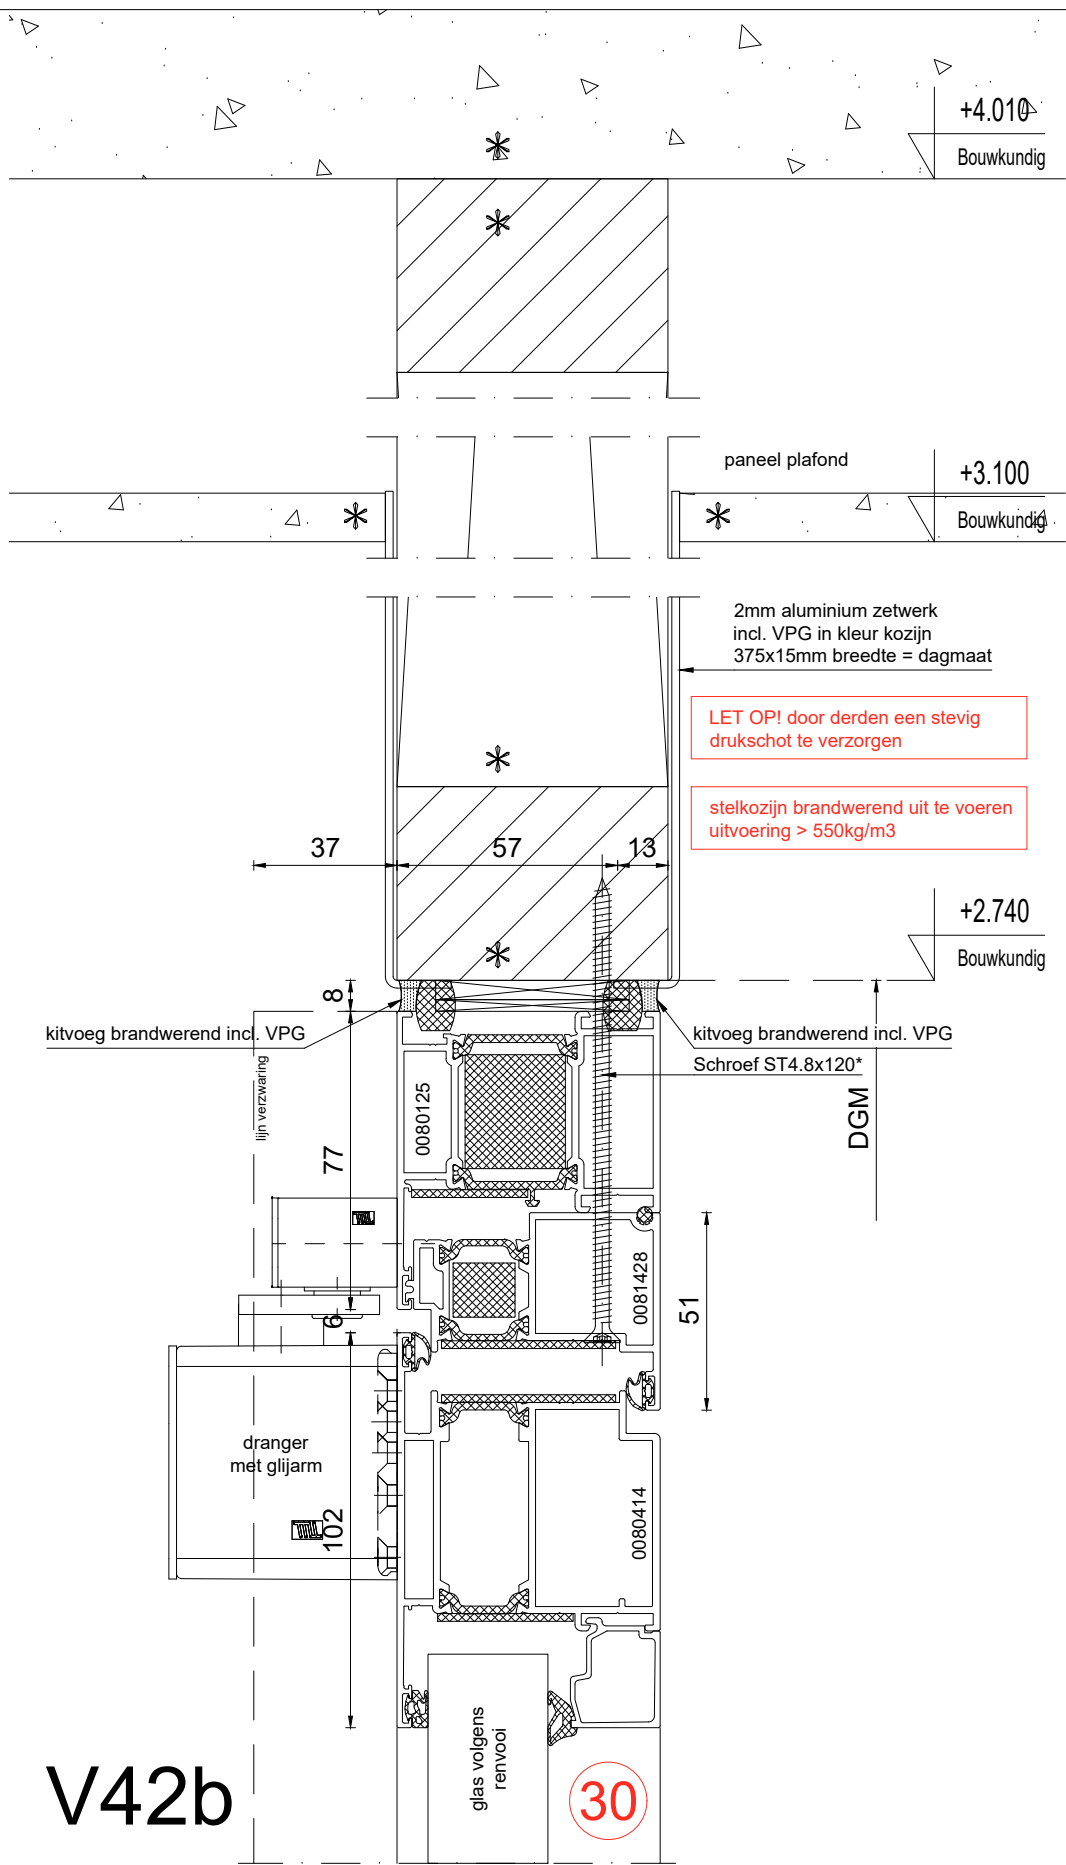 +4.010
Bouwkundig
paneel plafond
+3.100
Bouwkundig
2mm aluminium zetwerk
incl. VPG in kleur kozijn
375x15mm breedte = dagmaat
LET OP! door derden een stevig
drukschot te verzorgen
stelkozijn brandwerend uit te voeren
uitvoering > 550kg/m3
37
57
13
+2.740
Bouwkundig
8
kitvoeg brandwerend incl. VPG
kitvoeg brandwerend incl. VPG
Schroef ST4.8x120*
lijn verzwaring
0080125
77
DGM
0081428
51
6
dranger
met glijarm
102
0080414
glas volgens
renvooi
V42b
30